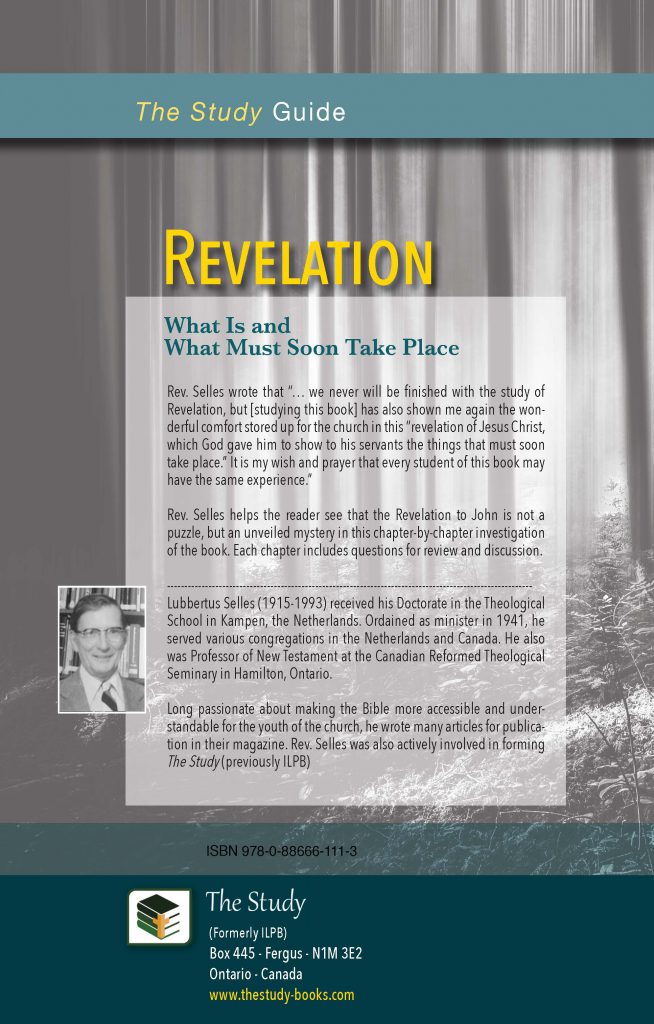 The Study Guide
REVELATION
What Is and
What Must Soon Take Place
Rev. Selles wrote that “… we never will be finished with the study of
Revelation, but [studying this book] has also shown me again the won-
derful comfort stored up for the church in this “revelation of Jesus Christ,
which God gave him to show to his servants the things that must soon
take place.” It is my wish and prayer that every student of this book may
have the same experience.”
Rev. Selles helps the reader see that the Revelation to John is not a
puzzle, but an unveiled mystery in this chapter-by-chapter investigation
of the book. Each chapter includes questions for review and discussion.
Lubbertus Selles (1915-1993) received his Doctorate in the Theological
School in Kampen, the Netherlands. Ordained as minister in 1941, he
served various congregations in the Netherlands and Canada. He also
was Professor of New Testament at the Canadian Reformed Theological
Seminary in Hamilton, Ontario.
Long passionate about making the Bible more accessible and under-
standable for the youth of the church, he wrote many articles for publica-
tion in their magazine. Rev. Selles was also actively involved in forming
The Study (previously ILPB)
ISBN 978-0-88666-111-3
The Study
(Formerly ILPB)
Box 445 - Fergus - N1M 3E2
Ontario - Canada
www.thestudy-books.com